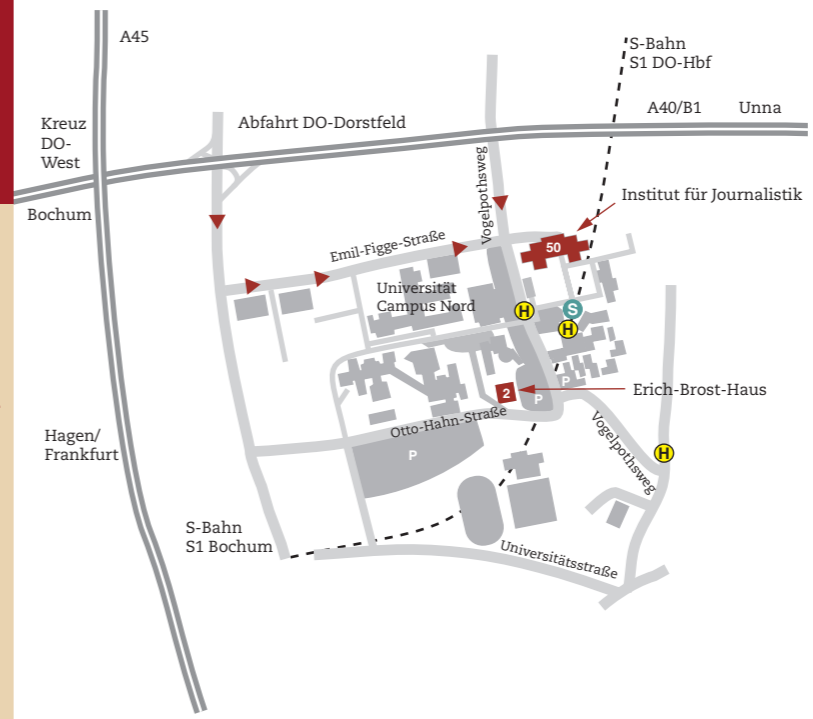 A45
S-Bahn
S1 DO-Hbf
A40/B1
Unna
Abfahrt DO-Dorstfeld
Kreuz
DO-
West
Bochum
Vogelpothsweg
Institut für Journalistik
50
Emil-Figge-Straße
Universität
Campus Nord
H
S
H
P
2
P
Erich-Brost-Haus
Otto-Hahn-Straße
Vogelpothsweg
Hagen/
Frankfurt
P
H
S-Bahn
S1 Bochum
Universitätsstraße